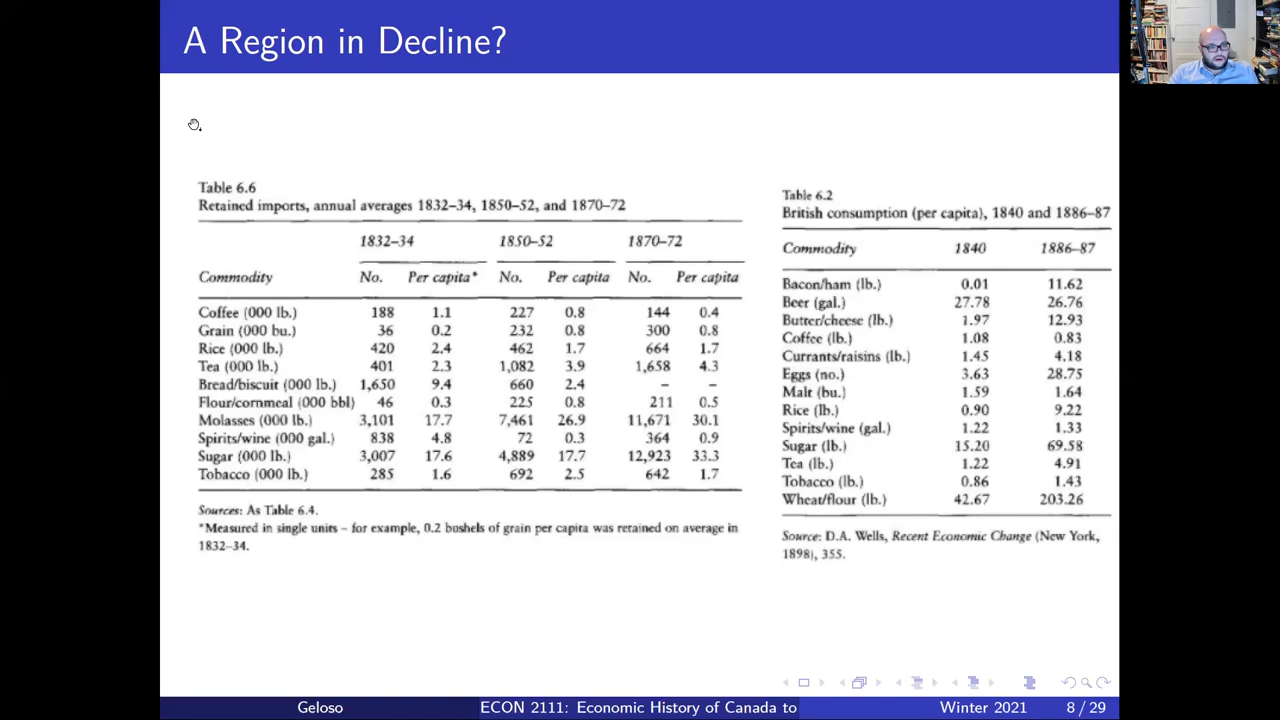 A Region in Decline?
Table 6.6
Retained imports, annual averages 1832–34, 1850–52, and 1870–72
1832–34 1850–52 1870–72
Commodity No. Per capita* No. Per capita No. Per capita
Coffee (000 lb.) 188 1.1 227 0.8 144 0.4
Grain (000 bu.) 36 0.2 232 0.8 300 0.8
Rice (000 lb.) 420 2.4 462 1.7 664 1.7
Tea (000 lb.) 401 2.3 1,082 3.9 1,658 4.3
Bread/biscuit (000 lb.) 1,650 9.4 660 2.4 – –
Flour/cornmeal (000 bbl) 46 0.3 225 0.8 211 0.5
Molasses (000 lb.) 3,101 17.7 7,461 26.9 11,671 30.1
Spirits/wine (000 gal.) 838 4.8 72 0.3 364 0.9
Sugar (000 lb.) 3,007 17.6 4,889 17.7 12,923 33.3
Tobacco (000 lb.) 285 1.6 692 2.5 642 1.7
Sources: As Table 6.4.
*Measured in single units – for example, 0.2 bushels of grain per capita was retained on average in
1832–34.
Table 6.2
British consumption (per capita), 1840 and 1886–87
Commodity 1840 1886–87
Bacon/ham (lb.) 0.01 11.62
Beer (gal.) 27.78 26.76
Butter/cheese (lb.) 1.97 12.93
Coffee (lb.) 1.08 0.83
Currants/raisins (lb.) 1.45 4.18
Eggs (no.) 3.63 28.75
Malt (bu.) 1.59 1.64
Rice (lb.) 0.90 9.22
Spirits/wine (gal.) 1.22 1.33
Sugar (lb.) 15.20 69.58
Tea (lb.) 1.22 4.91
Tobacco (lb.) 0.86 1.43
Wheat/flour (lb.) 42.67 203.26
Source: D.A. Wells, Recent Economic Change (New York,
1898), 355.
Geloso ECON 2111: Economic History of Canada to Winter 2021 8 / 29